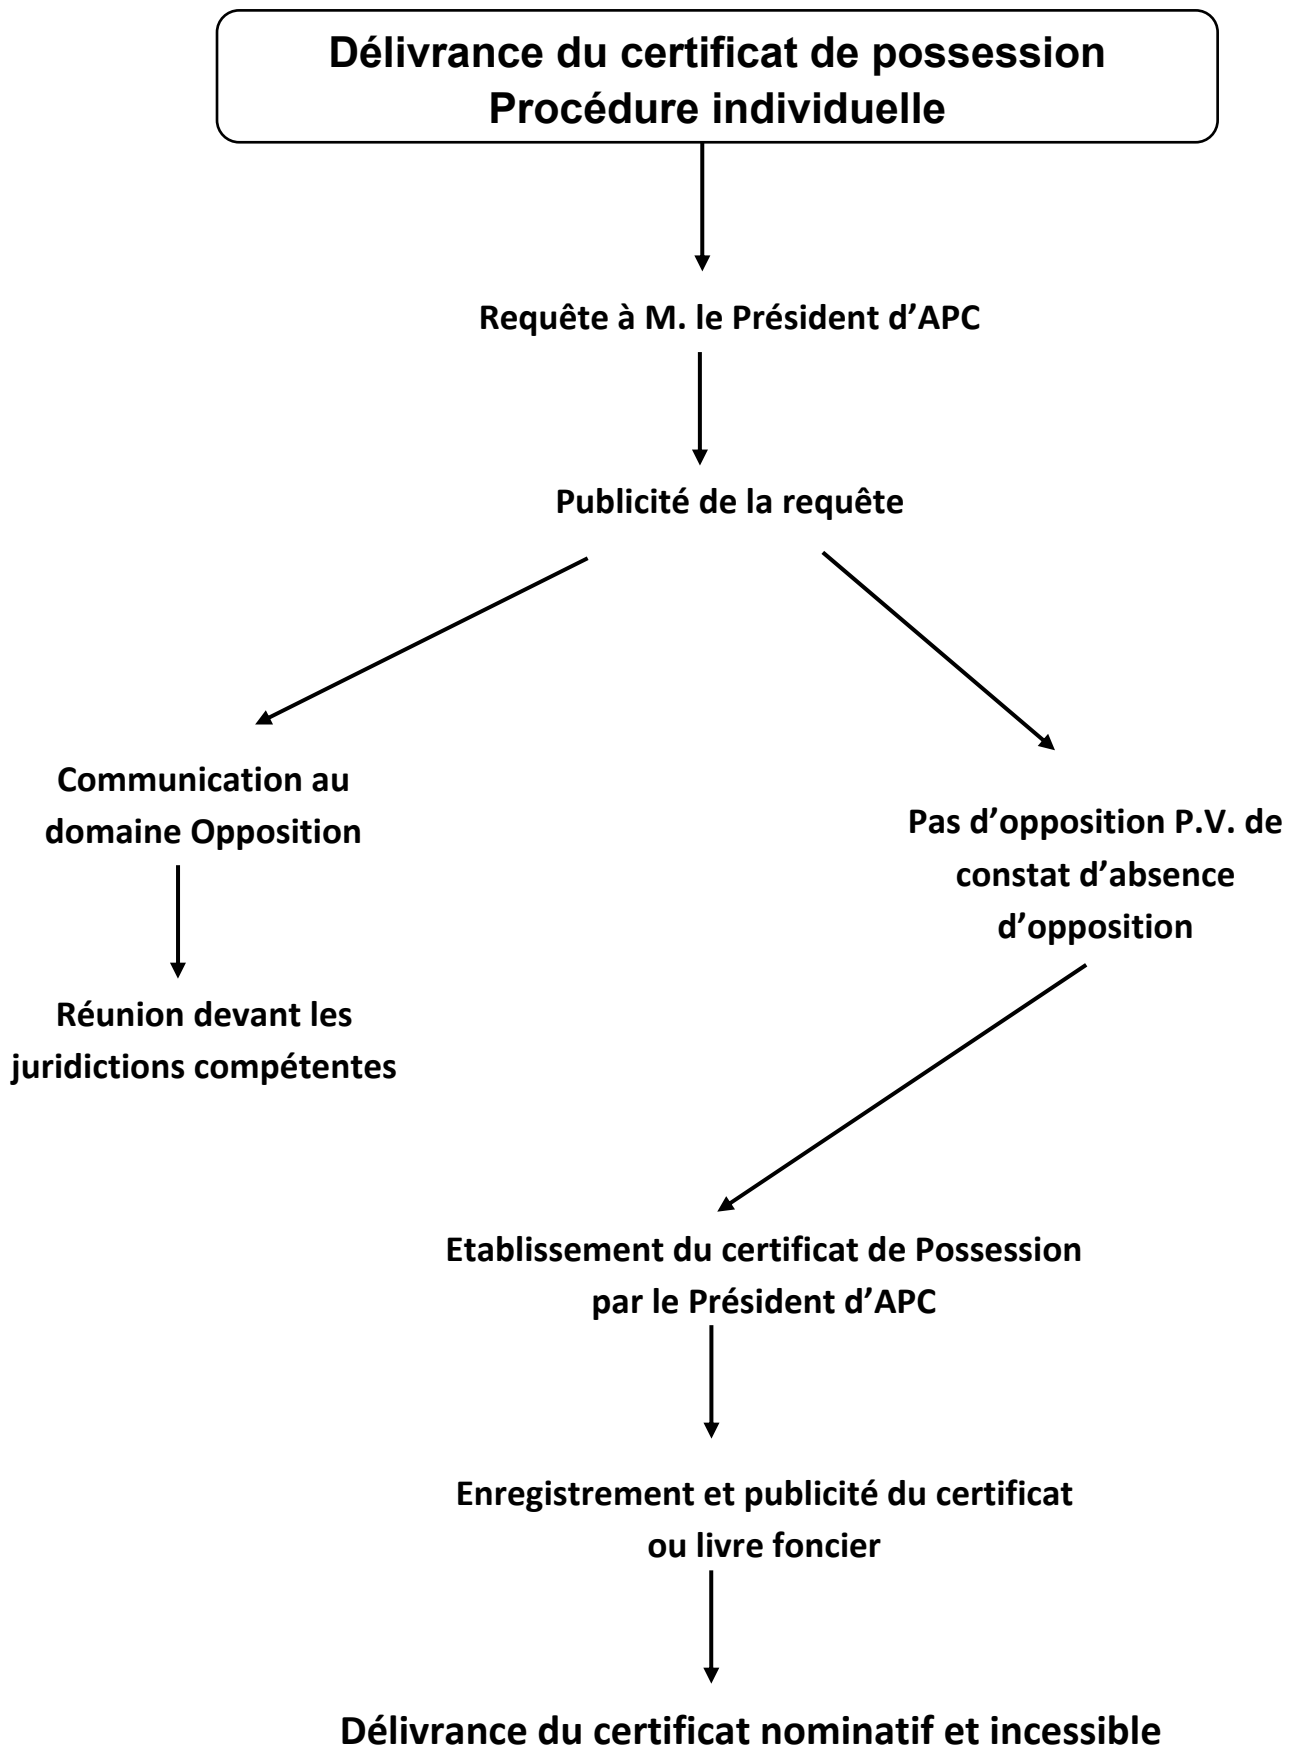 Délivrance du certificat de possession
Procédure individuelle
Requête à M. le Président d’APC
Publicité de la requête
Communication au
domaine Opposition
Réunion devant les
juridictions compétentes
Pas d’opposition P.V. de
constat d’absence
d’opposition
Etablissement du certificat de Possession
par le Président d’APC
Enregistrement et publicité du certificat
ou livre foncier
Délivrance du certificat nominatif et incessible